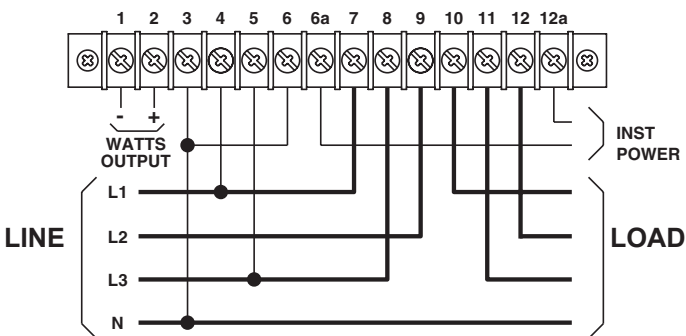 1 2 3 4 5 6 6a 7 8 9 10 11 12 12a
- +
WATTS
OUTPUT
INST
POWER
L1
LINE
L2
LOAD
L3
N